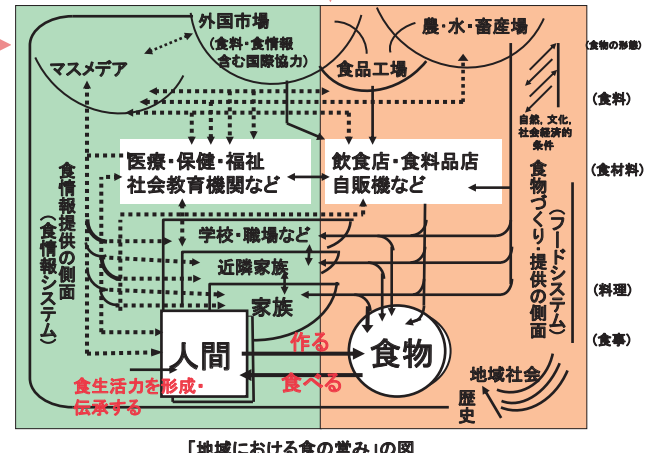 外国市場
(食料・食情報
含む国際協力)
農・水・畜産場
マスメデア
食品工場
(食物の形態)
(食料)
自然, 文化,
社会経済的
条件
医療・保健・福祉
社会教育機関など
飲食店・食料品店
自販機など
(食材料)
食情報提供の側面
(食情報システム)
食物づくり・提供の側面
(フードシステム)
学校・職場など
近隣家族
家族
(料理)
(食事)
人間
作る
食べる
食物
食生活力を形成・
伝承する
地域社会
歴史
「地域における食の営み」の図